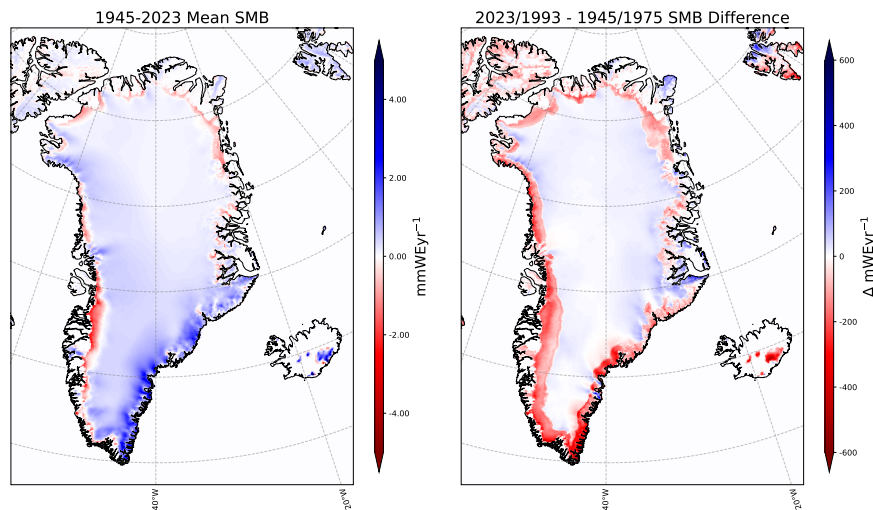 1945-2023 Mean SMB
4.00
2.00
0.00
-2.00
-4.00
mmWEyr⁻¹
40°W
20°W
2023/1993 - 1945/1975 SMB Difference
600
400
200
0
-200
-400
-600
Δ mWEyr⁻¹
40°W
20°W